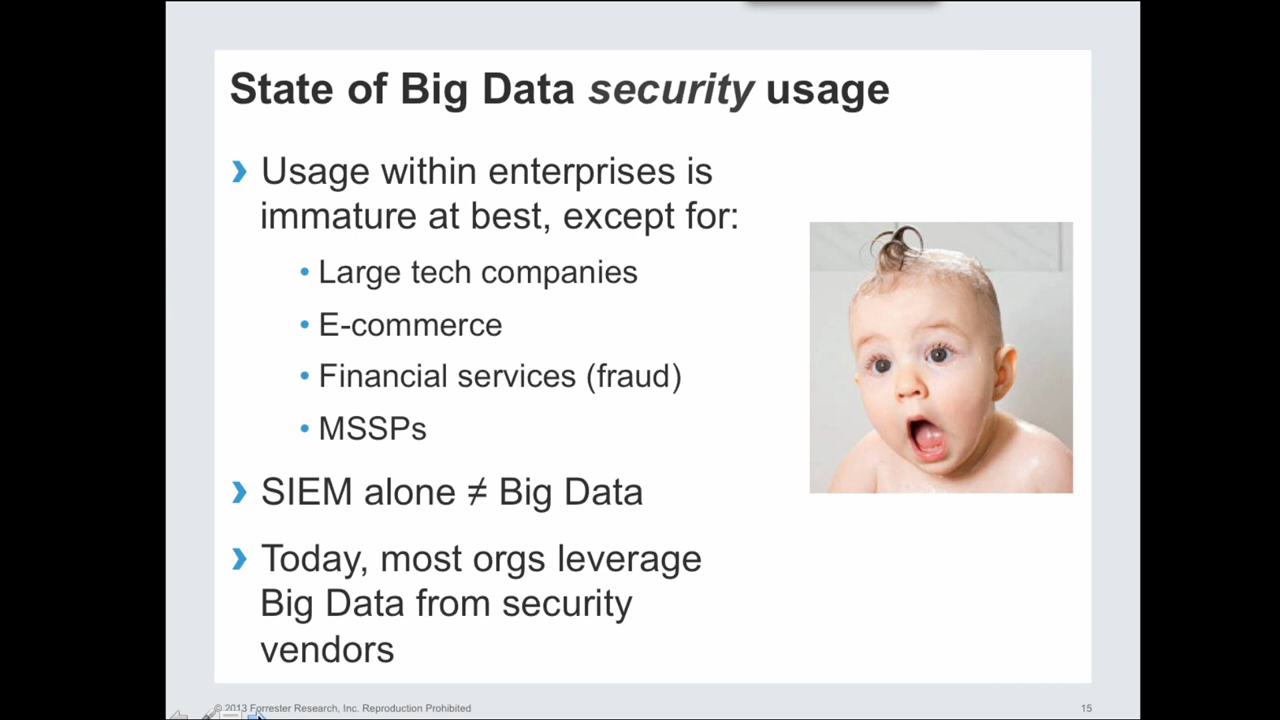 State of Big Data security usage
› Usage within enterprises is
immature at best, except for:
• Large tech companies
• E-commerce
• Financial services (fraud)
• MSSPs
› SIEM alone ≠ Big Data
› Today, most orgs leverage
Big Data from security
vendors
© 2013 Forrester Research, Inc. Reproduction Prohibited
15